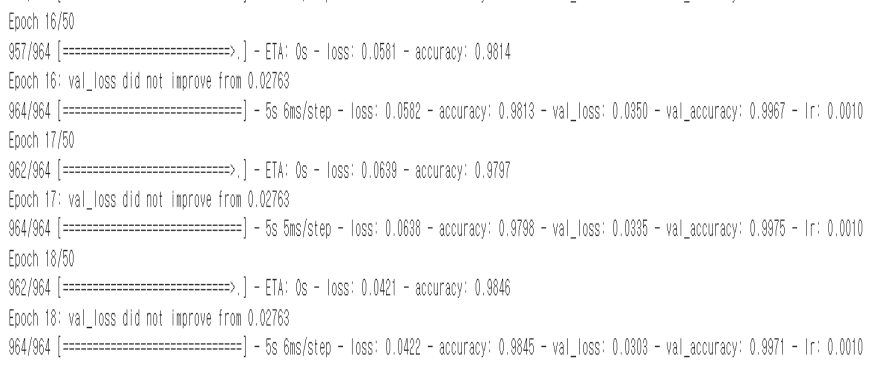 Epoch 16/50
957/964 [============================>.] - ETA: 0s - loss: 0.0581 - accuracy: 0.9814
Epoch 16: val_loss did not improve from 0.02763
964/964 [==============================] - 5s 6ms/step - loss: 0.0582 - accuracy: 0.9813 - val_loss: 0.0350 - val_accuracy: 0.9967 - lr: 0.0010
Epoch 17/50
962/964 [============================>.] - ETA: 0s - loss: 0.0639 - accuracy: 0.9797
Epoch 17: val_loss did not improve from 0.02763
964/964 [==============================] - 5s 5ms/step - loss: 0.0638 - accuracy: 0.9798 - val_loss: 0.0335 - val_accuracy: 0.9975 - lr: 0.0010
Epoch 18/50
962/964 [============================>.] - ETA: 0s - loss: 0.0421 - accuracy: 0.9846
Epoch 18: val_loss did not improve from 0.02763
964/964 [==============================] - 5s 6ms/step - loss: 0.0422 - accuracy: 0.9845 - val_loss: 0.0303 - val_accuracy: 0.9971 - lr: 0.0010